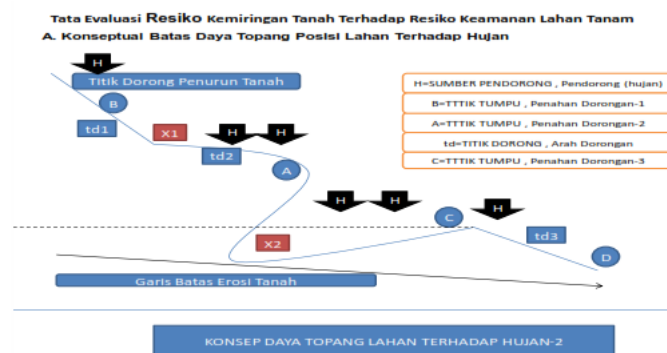 Tata Evaluasi Resiko Kemiringan Tanah Terhadap Resiko Keamanan Lahan Tanam
A. Konseptual Batas Daya Topang Posisi Lahan Terhadap Hujan
H
Titik Dorong Penurun Tanah
B
td1
X1
H
H
td2
A
H=SUMBER PENDORONG , Pendorong (hujan)
B=TTTIK TUMPU , Penahan Dorongan-1
A=TTTIK TUMPU , Penahan Dorongan-2
td=TITIK DORONG , Arah Dorongan
C=TTTIK TUMPU , Penahan Dorongan-3
H
H
H
C
X2
td3
D
Garis Batas Erosi Tanah
KONSEP DAYA TOPANG LAHAN TERHADAP HUJAN-2